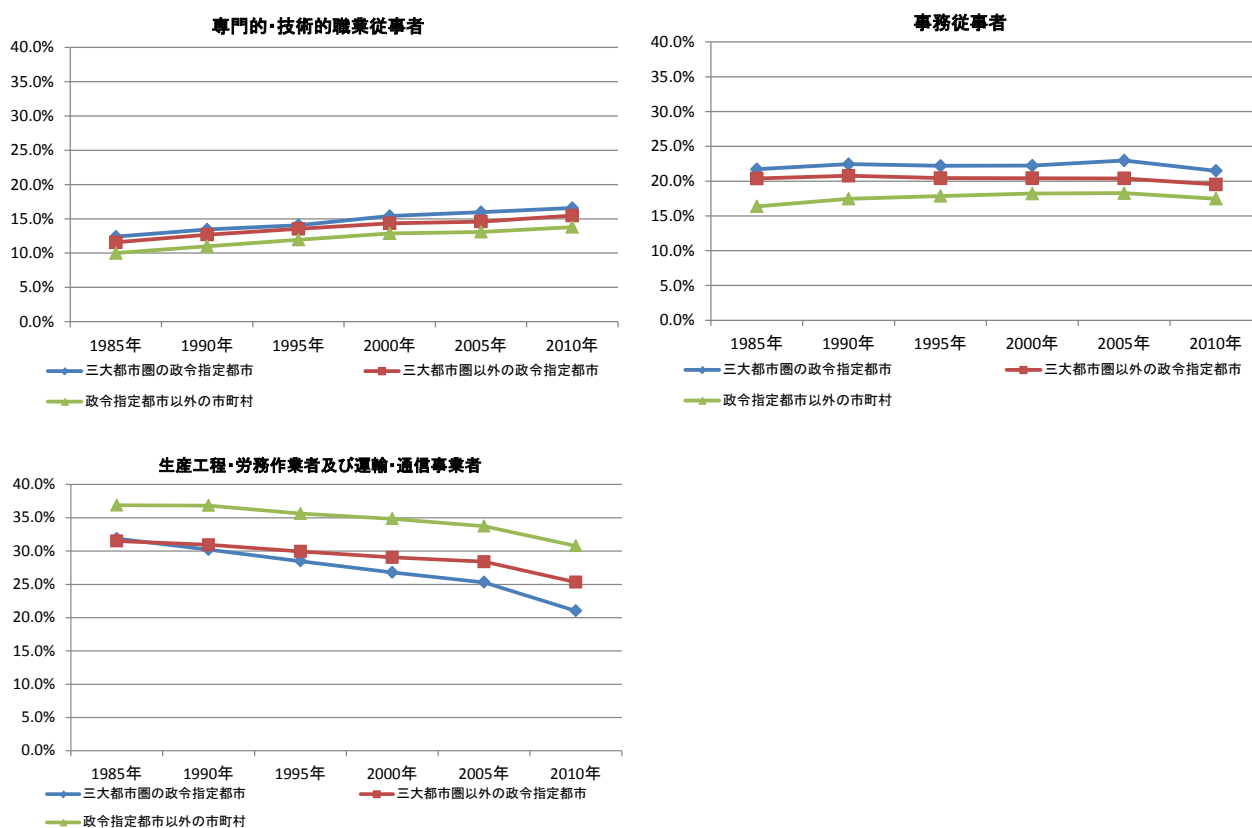 専門的・技術的職業従事者
40.0%
35.0%
30.0%
25.0%
20.0%
15.0%
10.0%
5.0%
0.0%
1985年 1990年 1995年 2000年 2005年 2010年
三大都市圏の政令指定都市 三大都市圏以外の政令指定都市
政令指定都市以外の市町村
事務従事者
40.0%
35.0%
30.0%
25.0%
20.0%
15.0%
10.0%
5.0%
0.0%
1985年 1990年 1995年 2000年 2005年 2010年
三大都市圏の政令指定都市 三大都市圏以外の政令指定都市
政令指定都市以外の市町村
生産工程・労務作業者及び運輸・通信事業者
40.0%
35.0%
30.0%
25.0%
20.0%
15.0%
10.0%
5.0%
0.0%
1985年 1990年 1995年 2000年 2005年 2010年
三大都市圏の政令指定都市 三大都市圏以外の政令指定都市
政令指定都市以外の市町村